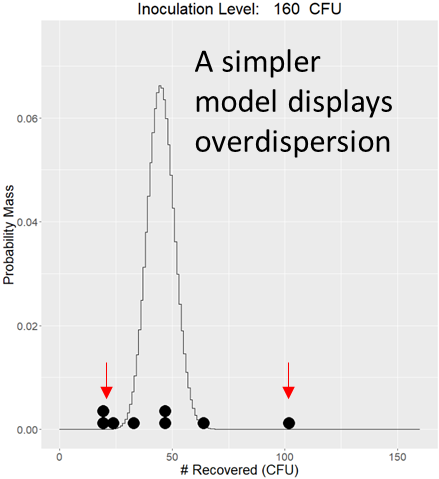 Inoculation Level: 160 CFU
A simpler
model displays
overdispersion
Probability Mass
0.06
0.04
0.02
0.00
0
50
100
150
# Recovered (CFU)